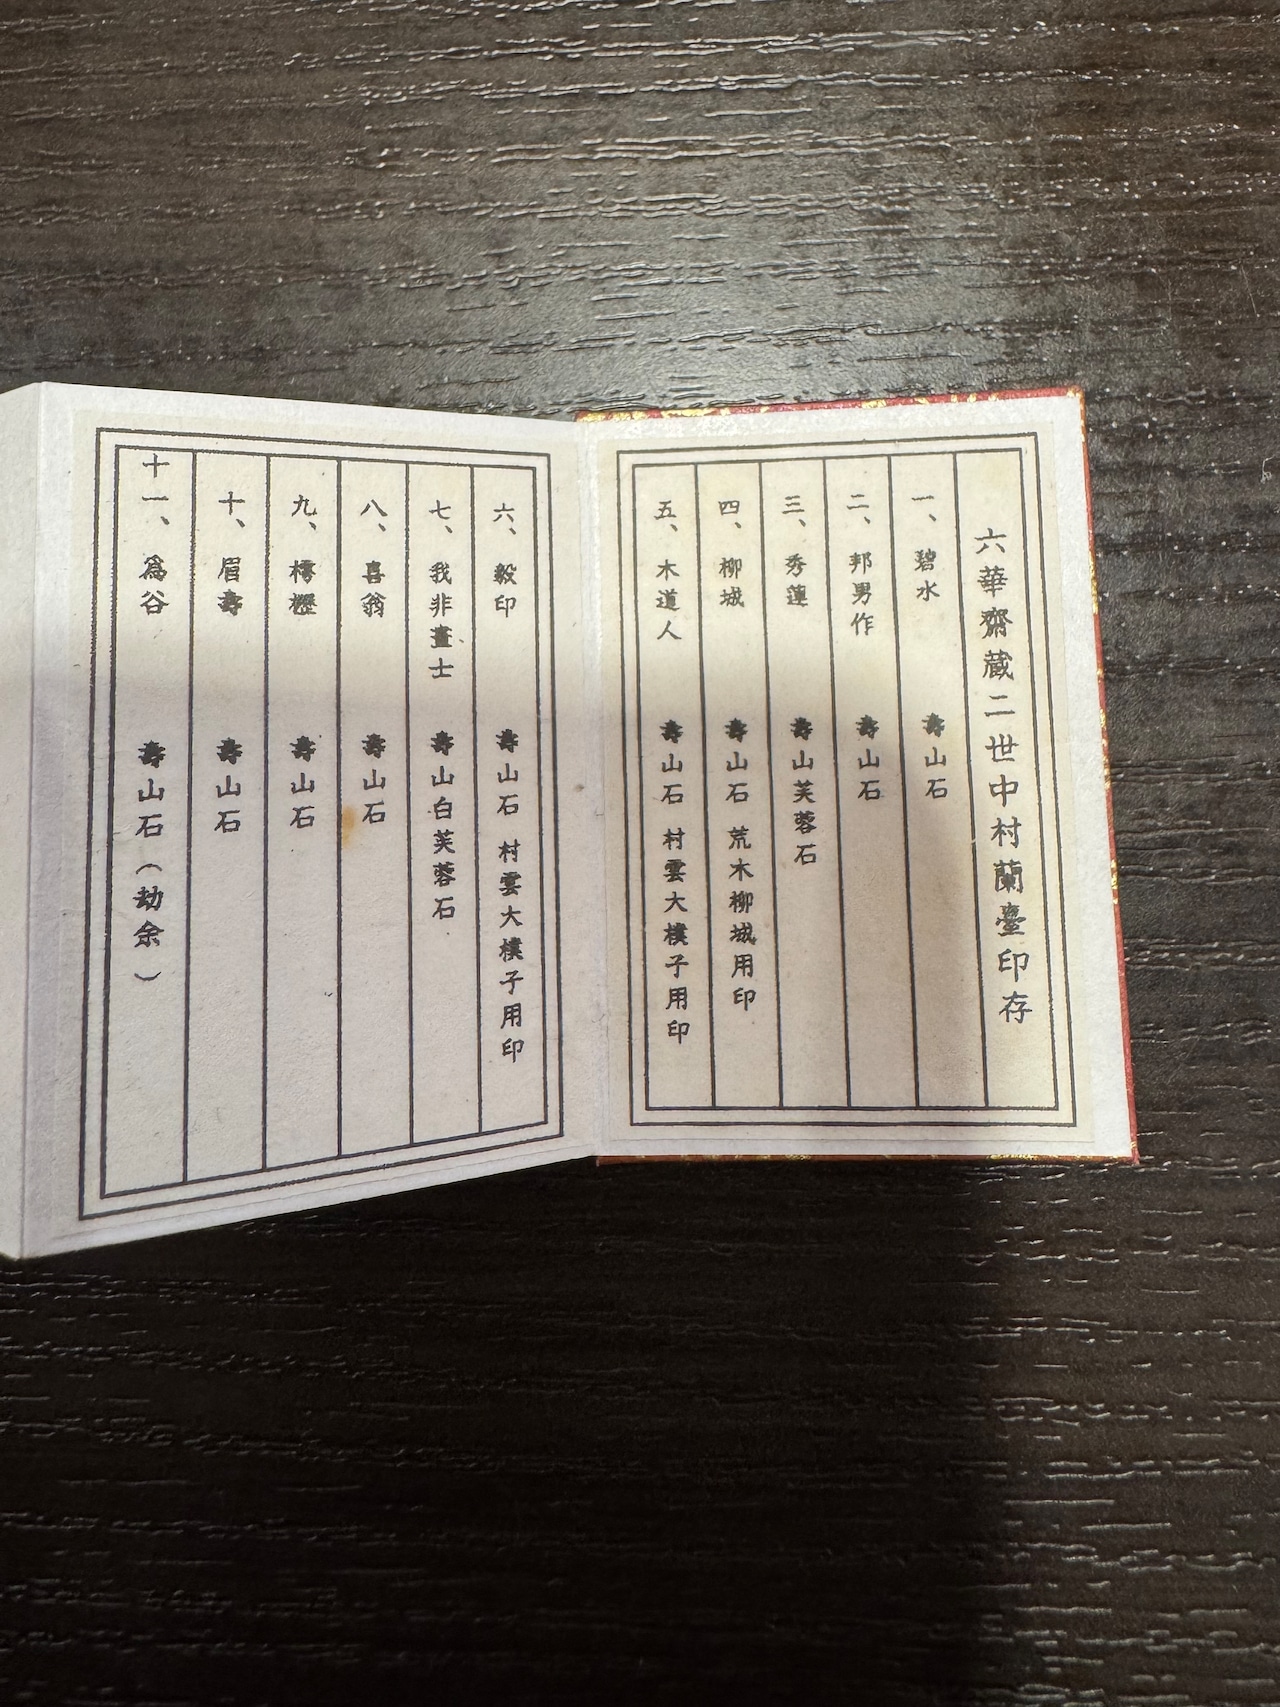 六華齋蔵二世中村蘭臺印存
一、碧水　壽山石
二、邦男作　壽山石
三、秀蓮　壽山芙蓉石
四、柳城　壽山石 荒木柳城用印
五、木道人　壽山石 村雲大樸子用印
六、毅印　壽山石 村雲大樸子用印
七、我非畫士　壽山白芙蓉石
八、喜翁　壽山石
九、樗櫟　壽山石
十、眉壽　壽山石
十一、爲谷　壽山石（劫余）